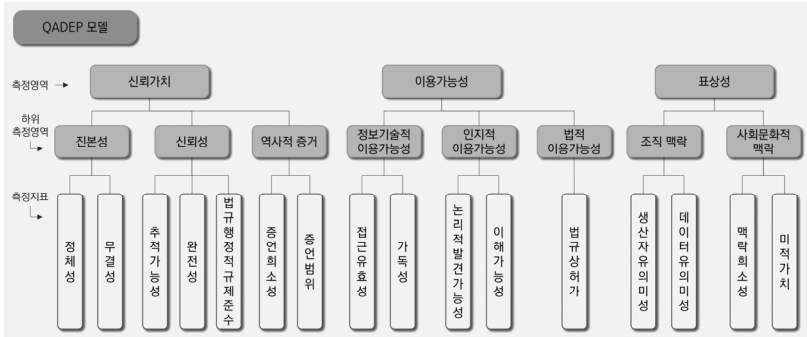 QADEP 모델
측정영역
신뢰가치
이용가능성
표상성
하위
측정영역
진본성
신뢰성
역사적 증거
정보기술적
이용가능성
인지적
이용가능성
법적
이용가능성
조직 맥락
사회문화적
맥락
측정지표
정체성
무결성
추적가능성
완전성
법규행정적규제준수
증언희소성
증언범위
접근유효성
가독성
논리적발견가능성
이해가능성
법규상허가
생산자유의미성
데이터유의미성
맥락희소성
미적가치